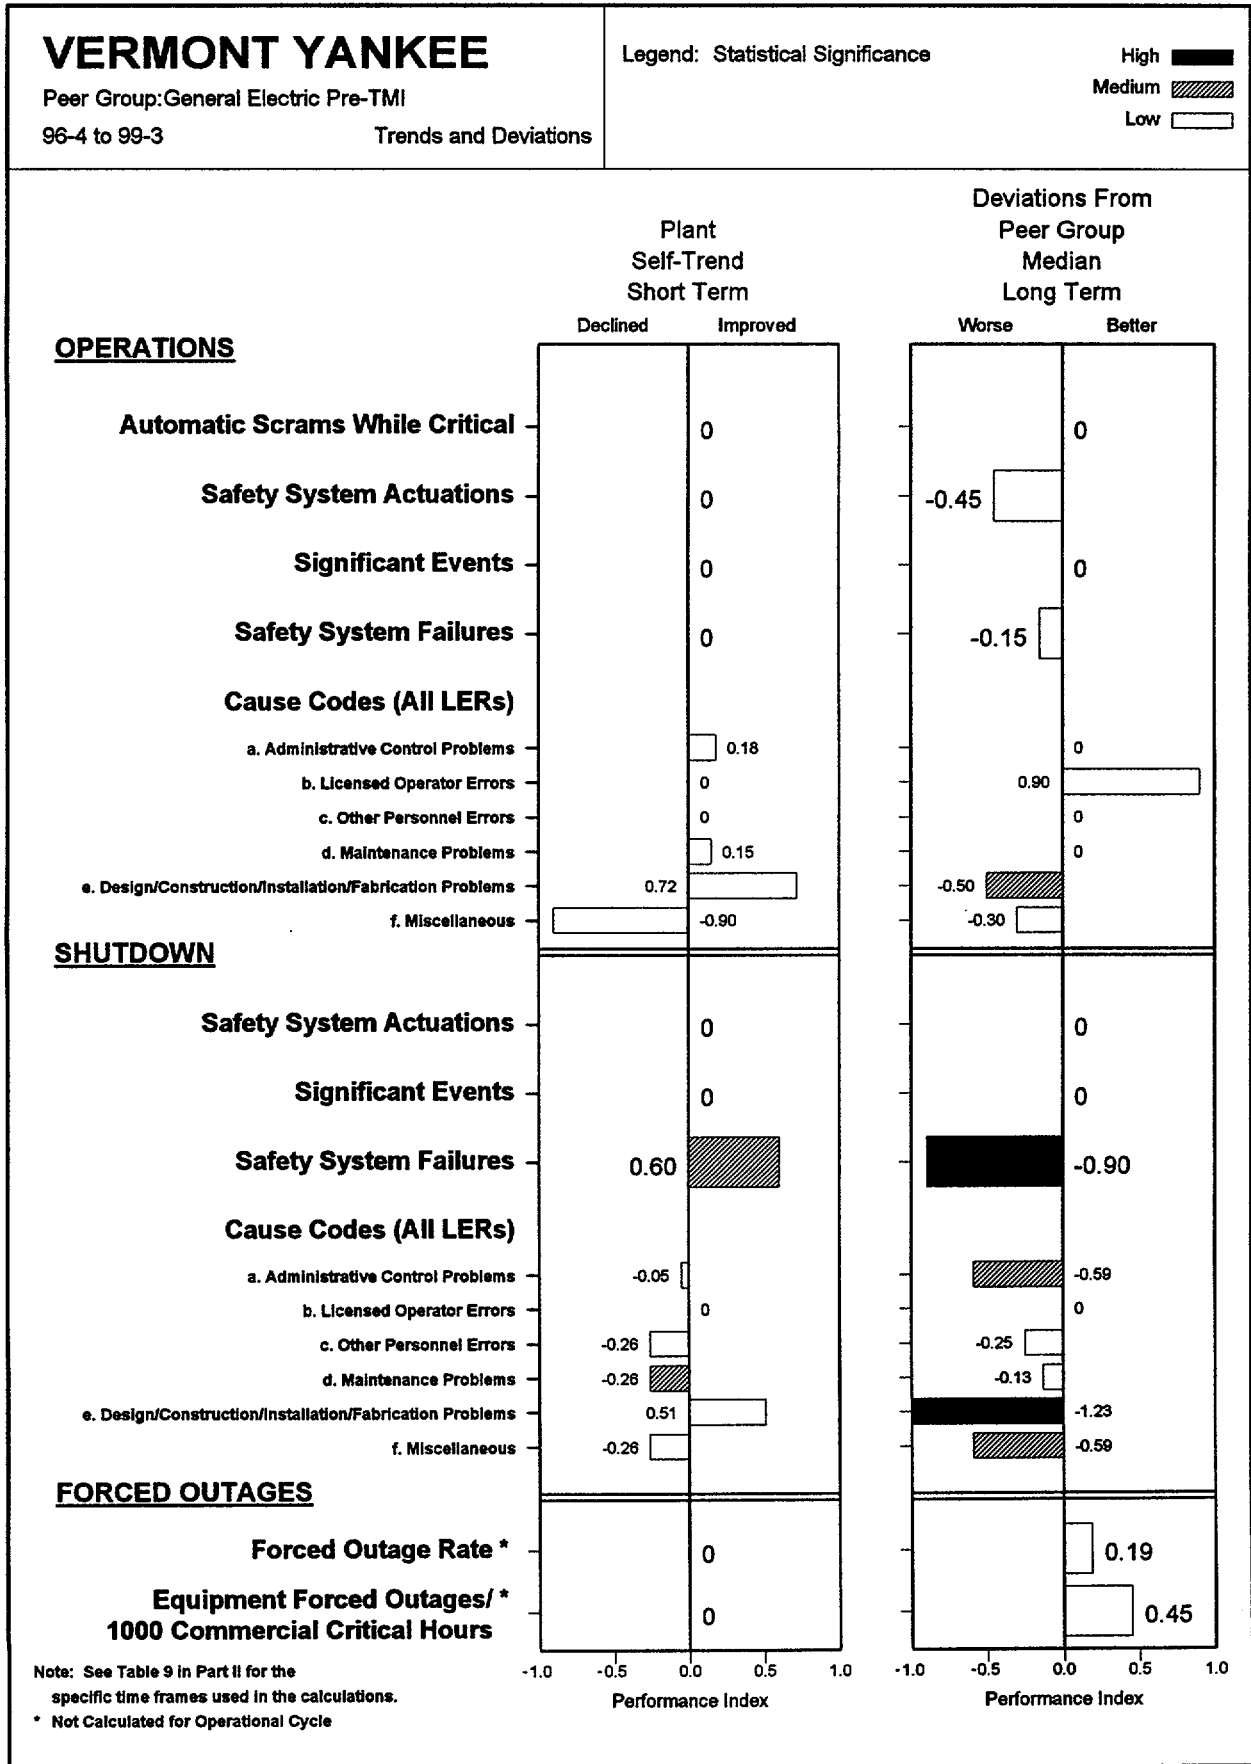 VERMONT YANKEE
Peer Group:General Electric Pre-TMI
96-4 to 99-3 Trends and Deviations
Legend: Statistical Significance
High
Medium
Low
Plant
Self-Trend
Short Term
Deviations From
Peer Group
Median
Long Term
Declined Improved Worse Better
OPERATIONS
Automatic Scrams While Critical 0 0
Safety System Actuations 0 -0.45
Significant Events 0 0
Safety System Failures 0 -0.15
Cause Codes (All LERs)
a. Administrative Control Problems 0.18 0
b. Licensed Operator Errors 0 0.90
c. Other Personnel Errors 0 0
d. Maintenance Problems 0.15 0
e. Design/Construction/Installation/Fabrication Problems 0.72 -0.50
f. Miscellaneous -0.90 -0.30
SHUTDOWN
Safety System Actuations 0 0
Significant Events 0 0
Safety System Failures 0.60 -0.90
Cause Codes (All LERs)
a. Administrative Control Problems -0.05 -0.59
b. Licensed Operator Errors 0 0
c. Other Personnel Errors -0.26 -0.25
d. Maintenance Problems -0.26 -0.13
e. Design/Construction/Installation/Fabrication Problems 0.51 -1.23
f. Miscellaneous -0.26 -0.59
FORCED OUTAGES
Forced Outage Rate * 0 0.19
Equipment Forced Outages/ *
1000 Commercial Critical Hours 0 0.45
-1.0 -0.5 0.0 0.5 1.0 -1.0 -0.5 0.0 0.5 1.0
Performance Index Performance Index
Note: See Table 9 in Part II for the
specific time frames used in the calculations.
* Not Calculated for Operational Cycle